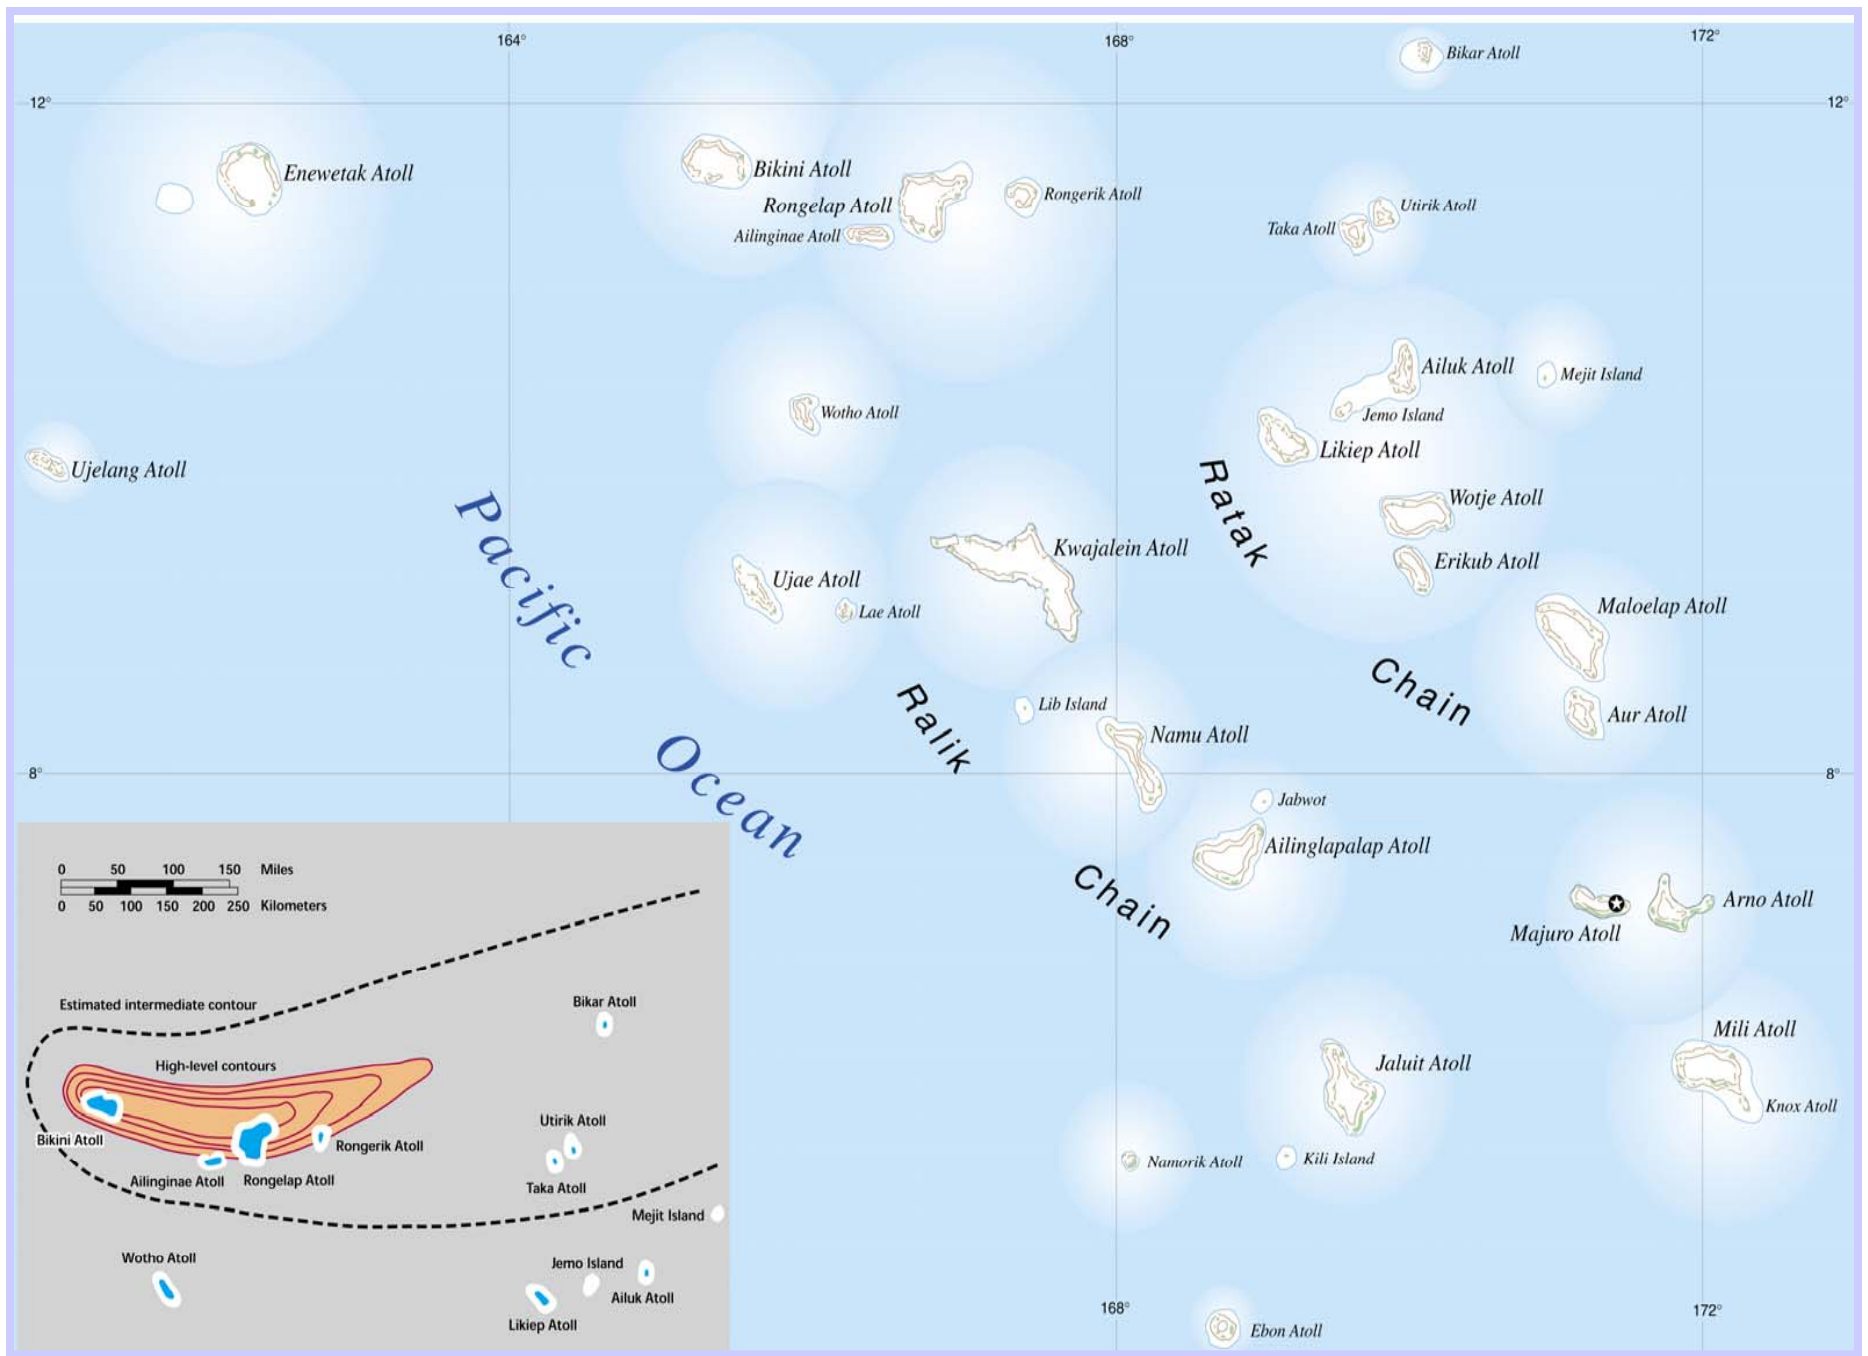 164°
168°
172°
Bikar Atoll
12°
12°
Enewetak Atoll
Bikini Atoll
Rongelap Atoll
Rongerik Atoll
Ailinginae Atoll
Utirik Atoll
Taka Atoll
Ailuk Atoll
Mejit Island
Jemo Island
Wotho Atoll
Likiep Atoll
Ujelang Atoll
Wotje Atoll
Ratak
Pacific
Kwajalein Atoll
Erikub Atoll
Ujae Atoll
Lae Atoll
Maloelap Atoll
Chain
Lib Island
Aur Atoll
Ralik
Namu Atoll
Ocean
8°
8°
Jabwot
Ailinglapalap Atoll
Chain
Arno Atoll
Majuro Atoll
Mili Atoll
Jaluit Atoll
Knox Atoll
Namorik Atoll
Kili Island
168°
172°
Ebon Atoll
0 50 100 150 Miles
0 50 100 150 200 250 Kilometers
Estimated intermediate contour
Bikar Atoll
High-level contours
Utirik Atoll
Bikini Atoll
Rongerik Atoll
Ailinginae Atoll
Rongelap Atoll
Taka Atoll
Mejit Island
Wotho Atoll
Jemo Island
Ailuk Atoll
Likiep Atoll